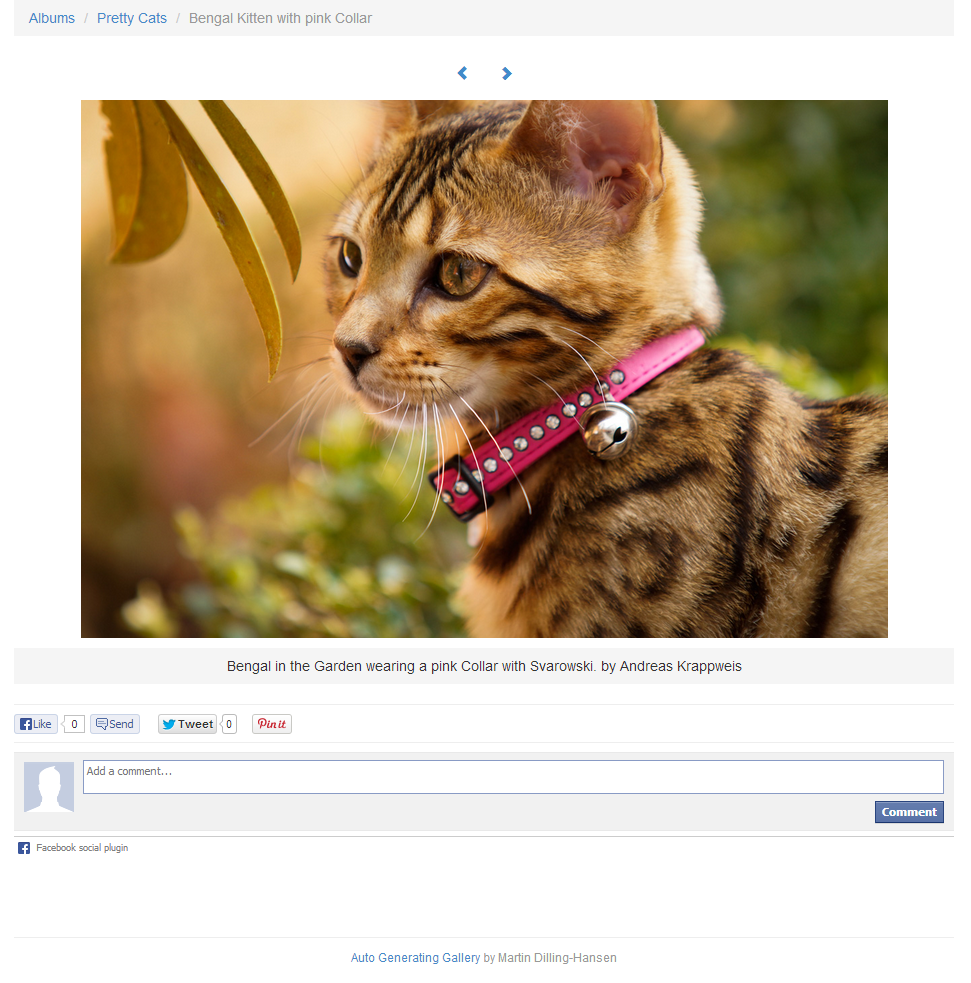 Albums / Pretty Cats / Bengal Kitten with pink Collar
Bengal in the Garden wearing a pink Collar with Svarowski. by Andreas Krappweis
Like 0 Send Tweet 0 Pin it
Add a comment...
Comment
Facebook social plugin
Auto Generating Gallery by Martin Dilling-Hansen